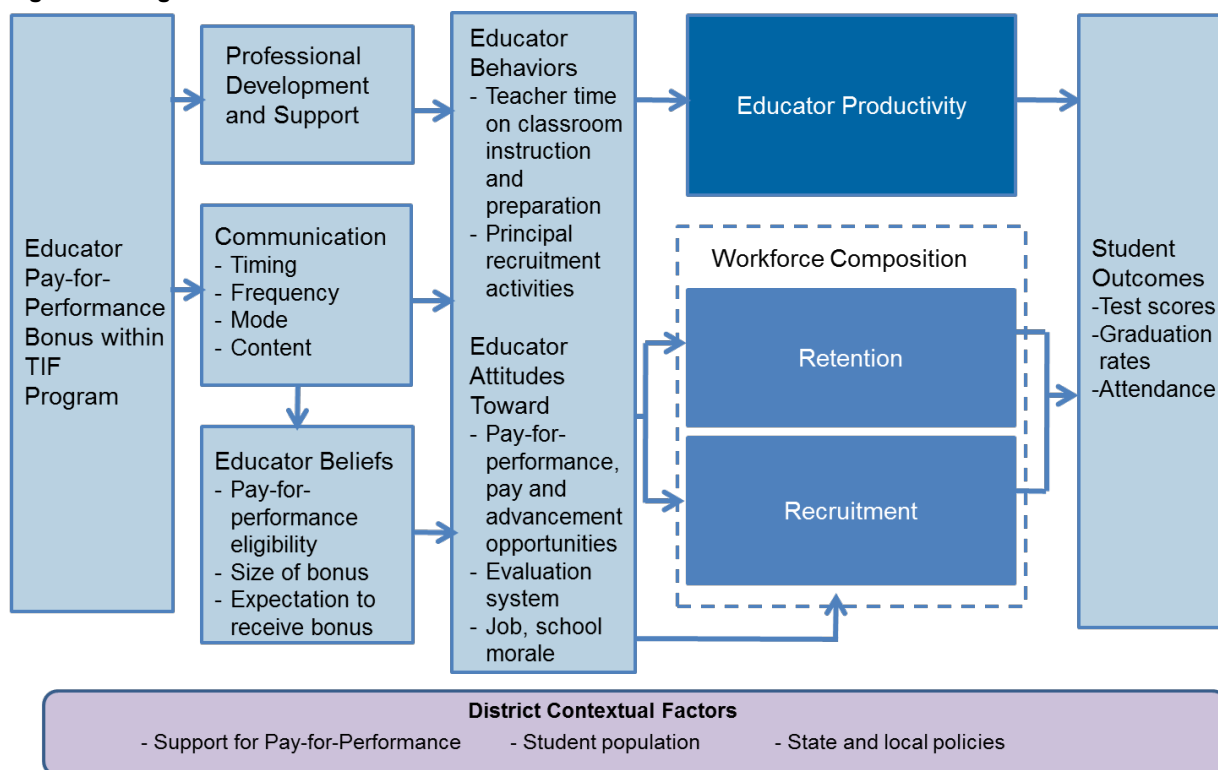 Educator
Pay-for-
Performance
Bonus within
TIF
Program
Professional
Development
and Support
Communication
- Timing
- Frequency
- Mode
- Content
Educator Beliefs
- Pay-for-
performance
eligibility
- Size of bonus
- Expectation to
receive bonus
Educator
Behaviors
- Teacher time
on classroom
instruction
and
preparation
- Principal
recruitment
activities
Educator
Attitudes
Toward
- Pay-for-
performance,
pay and
advancement
opportunities
- Evaluation
system
- Job, school
morale
Educator Productivity
Workforce Composition
Retention
Recruitment
Student
Outcomes
-Test scores
-Graduation
rates
-Attendance
District Contextual Factors
- Support for Pay-for-Performance - Student population - State and local policies